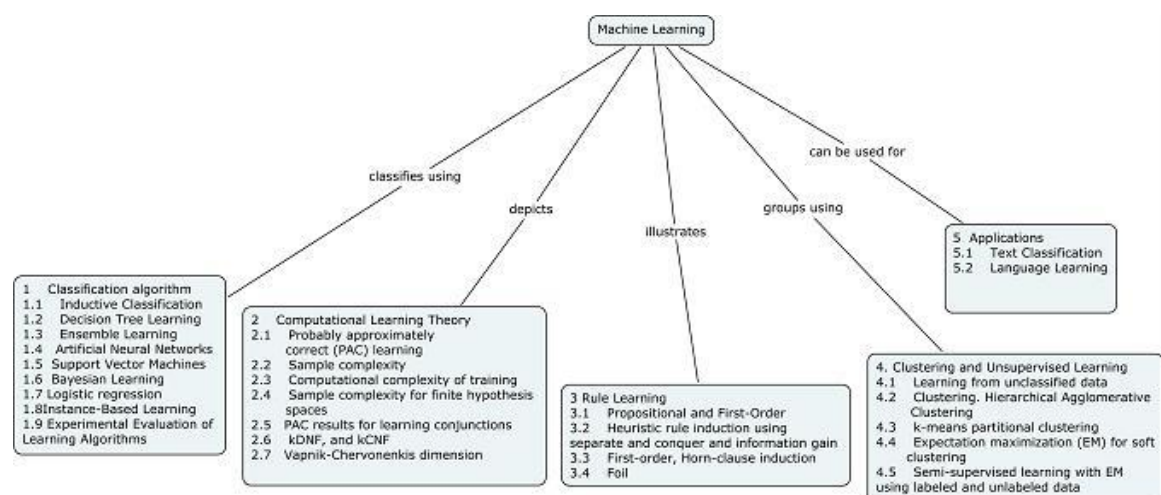 Machine Learning
classifies using
depicts
illustrates
groups using
can be used for
1 Classification algorithm
1.1 Inductive Classification
1.2 Decision Tree Learning
1.3 Ensemble Learning
1.4 Artificial Neural Networks
1.5 Support Vector Machines
1.6 Bayesian Learning
1.7 Logistic regression
1.8Instance-Based Learning
1.9 Experimental Evaluation of
Learning Algorithms
2 Computational Learning Theory
2.1 Probably approximately
correct (PAC) learning
2.2 Sample complexity
2.3 Computational complexity of training
2.4 Sample complexity for finite hypothesis
spaces
2.5 PAC results for learning conjunctions
2.6 kDNF, and kCNF
2.7 Vapnik-Chervonenkis dimension
3 Rule Learning
3.1 Propositional and First-Order
3.2 Heuristic rule induction using
separate and conquer and information gain
3.3 First-order, Horn-clause induction
3.4 Foil
4. Clustering and Unsupervised Learning
4.1 Learning from unclassified data
4.2 Clustering. Hierarchical Agglomerative
Clustering
4.3 k-means partitional clustering
4.4 Expectation maximization (EM) for soft
clustering
4.5 Semi-supervised learning with EM
using labeled and unlabeled data
5 Applications
5.1 Text Classification
5.2 Language Learning